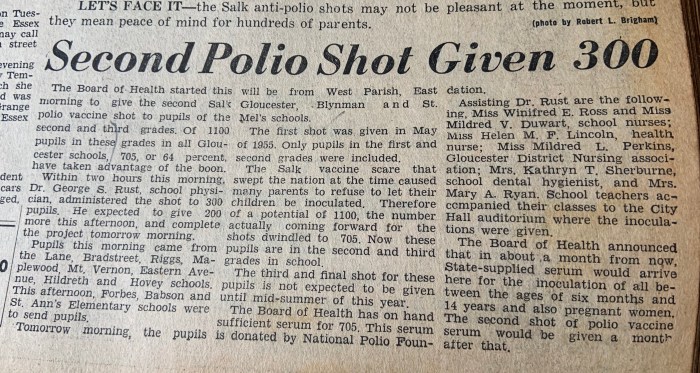 LET'S FACE IT—the Salk anti-polio shots may not be pleasant at the moment, but
they mean peace of mind for hundreds of parents.
(photo by Robert L. Brigham)
n Tues-
e Essex
may call
street
evening
Tem-
ch she
d was
range
Essex
dent
cars
ged,
Second Polio Shot Given 300
The Board of Health started this
morning to give the second Salk
polio vaccine shot to pupils of the
second and third grades. Of 1100
pupils in these grades in all Glou-
cester schools, 705, or 64 percent,
have taken advantage of the boon.
Within two hours this morning,
Dr. George S. Rust, school physi-
cian, administered the shot to 300
pupils. He expected to give 200
more this afternoon, and complete
the project tomorrow morning.
Pupils this morning came from
the Lane, Bradstreet, Riggs, Ma-
plewood, Mt. Vernon, Eastern Ave-
nue, Hildreth and Hovey schools.
This afternoon, Forbes, Babson and
St. Ann's Elementary schools were
to send pupils.
Tomorrow morning, the pupils
will be from West Parish, East
Gloucester, Blynman and St.
Mel's schools.
The first shot was given in May
of 1955. Only pupils in the first and
second grades were included.
The Salk vaccine scare that
swept the nation at the time caused
many parents to refuse to let their
children be inoculated. Therefore
of a potential of 1100, the number
actually coming forward for the
shots dwindled to 705. Now these
pupils are in the second and third
grades in school.
The third and final shot for these
pupils is not expected to be given
until mid-summer of this year.
The Board of Health has on hand
sufficient serum for 705. This serum
is donated by National Polio Foun-
dation.
Assisting Dr. Rust are the follow-
ing, Miss Winifred E. Ross and Miss
Mildred V. Duwart, school nurses;
Miss Helen M. F. Lincoln, health
nurse; Miss Mildred L. Perkins,
Gloucester District Nursing associ-
ation; Mrs. Kathryn T. Sherburne,
school dental hygienist, and Mrs.
Mary A. Ryan. School teachers ac-
companied their classes to the City
Hall auditorium where the inocula-
tions were given.
The Board of Health announced
that in about a month from now,
State-supplied serum would arrive
here for the inoculation of all be-
tween the ages of six months and
14 years and also pregnant women.
The second shot of polio vaccine
serum would be given a month
after that.